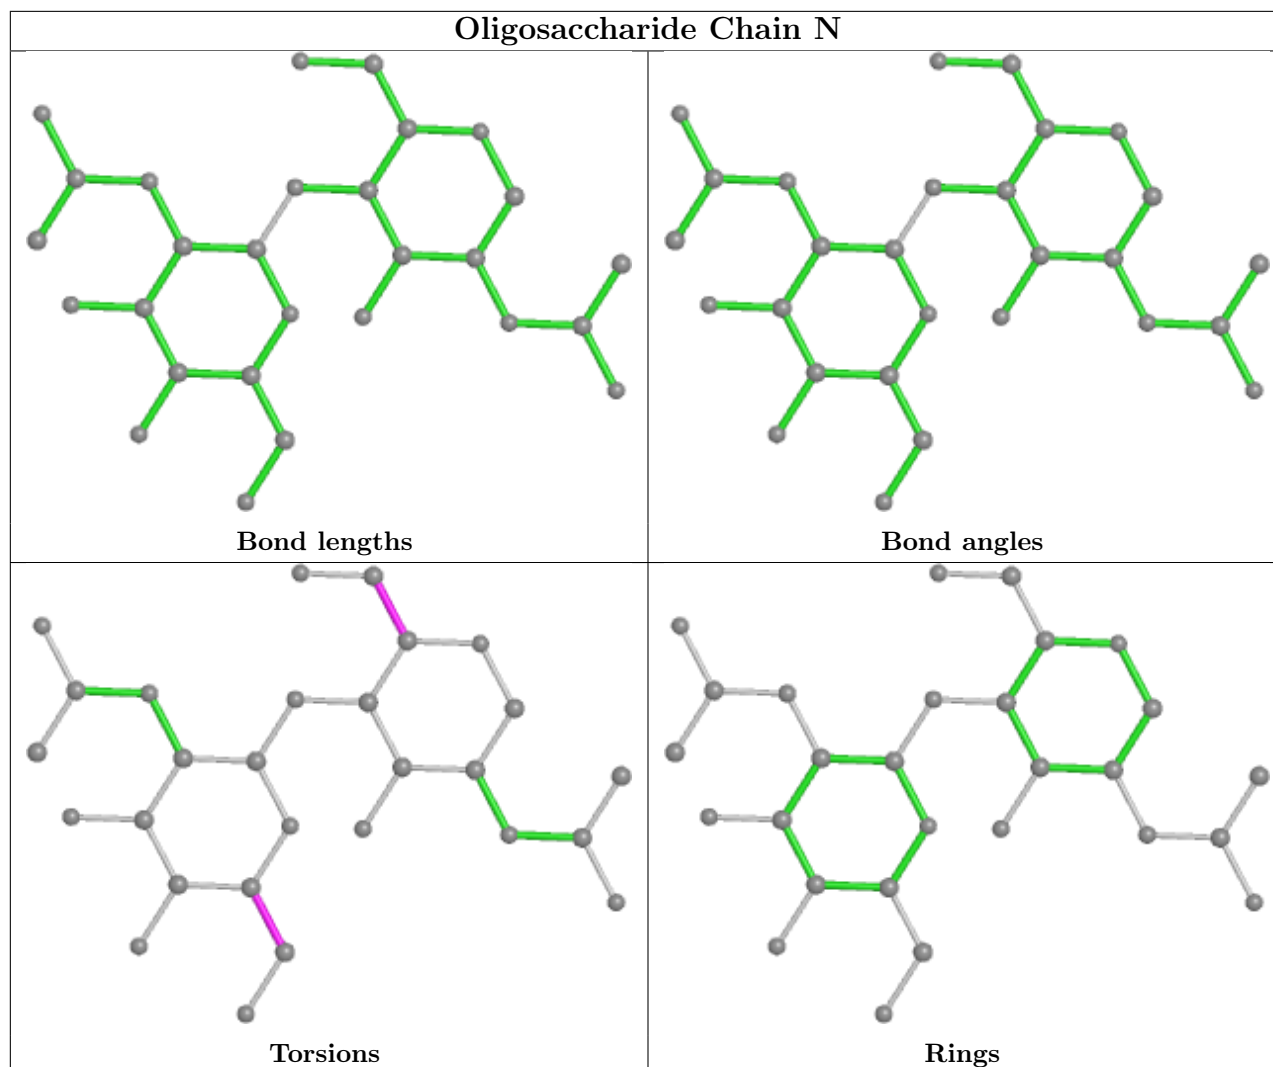 Oligosaccharide Chain N
Bond lengths
Bond angles
Torsions
Rings